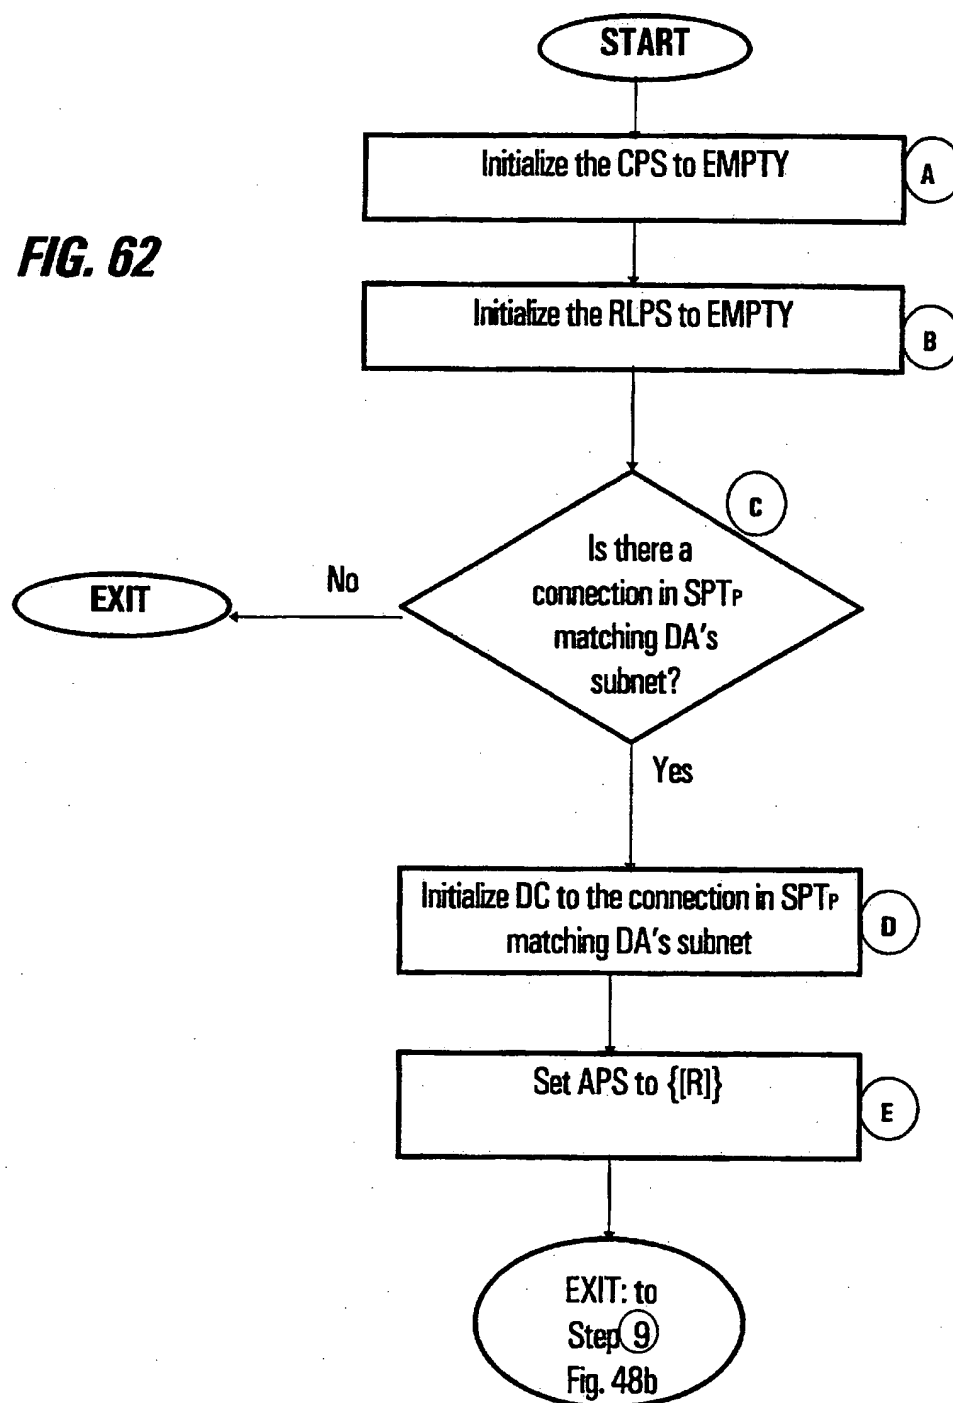 START
Initialize the CPS to EMPTY
A
FIG. 62
Initialize the RLPS to EMPTY
B
C
Is there a
connection in SPTP
matching DA's
subnet?
No
EXIT
Yes
Initialize DC to the connection in SPTP
matching DA's subnet
D
Set APS to {[R]}
E
EXIT: to
Step 9
Fig. 48b